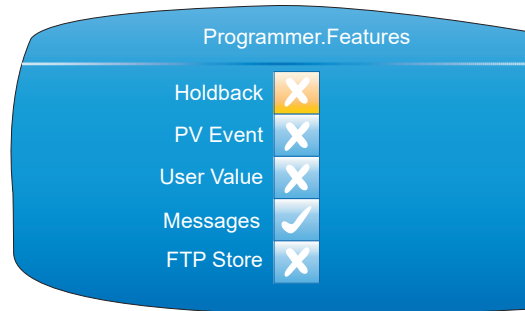 Programmer.Features
Holdback
PV Event
User Value
Messages
FTP Store